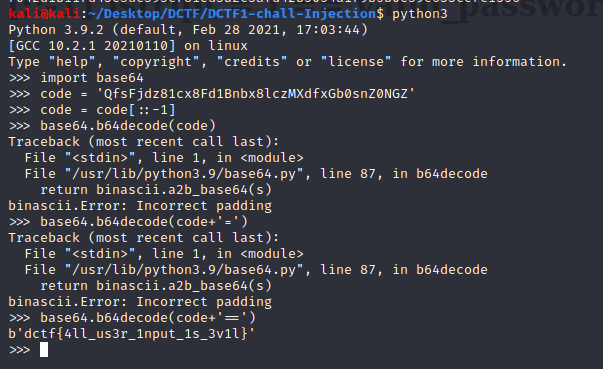 _passwor
kali@kali:~/Desktop/DCTF/DCTF1-chall-Injection$ python3
Python 3.9.2 (default, Feb 28 2021, 17:03:44)
[GCC 10.2.1 20210110] on linux
Type "help", "copyright", "credits" or "license" for more information.
>>> import base64
>>> code = 'QfsFjdz81cx8Fd1Bnbx8lczMXdfxGb0snZ0NGZ'
>>> code = code[::-1]
>>> base64.b64decode(code)
Traceback (most recent call last):
  File "<stdin>", line 1, in <module>
  File "/usr/lib/python3.9/base64.py", line 87, in b64decode
    return binascii.a2b_base64(s)
binascii.Error: Incorrect padding
>>> base64.b64decode(code+'=')
Traceback (most recent call last):
  File "<stdin>", line 1, in <module>
  File "/usr/lib/python3.9/base64.py", line 87, in b64decode
    return binascii.a2b_base64(s)
binascii.Error: Incorrect padding
>>> base64.b64decode(code+'==')
b'dctf{4ll_us3r_1nput_1s_3v1l}'
>>>